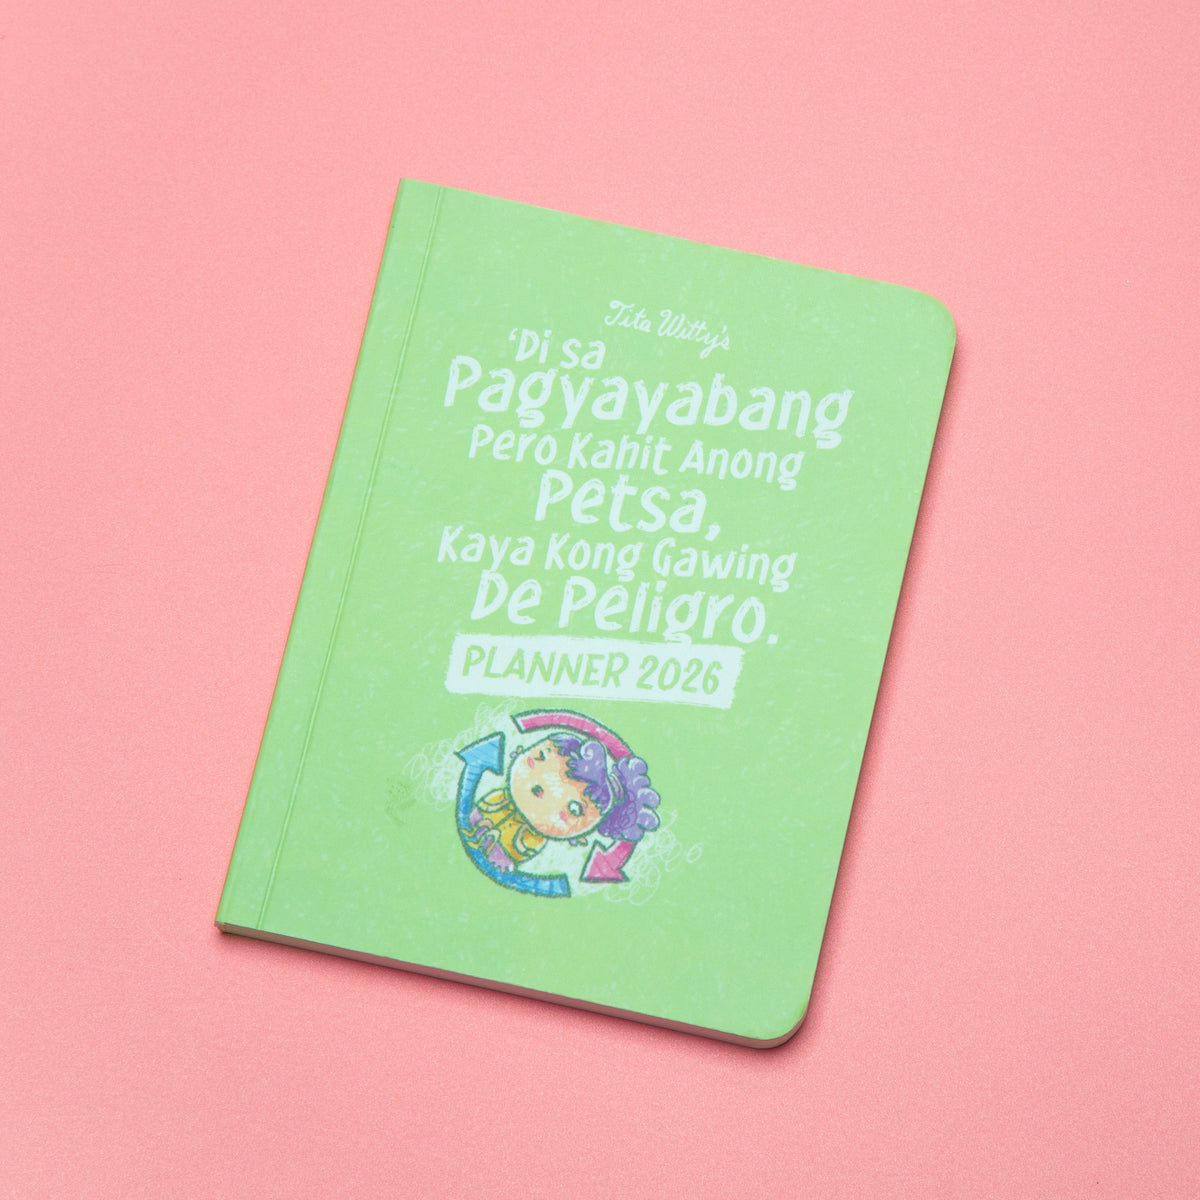 Tita Witty's
'Di sa
Pagyayabang
Pero Kahit Anong
Petsa,
Kaya Kong Gawing
De Peligro.
PLANNER 2026